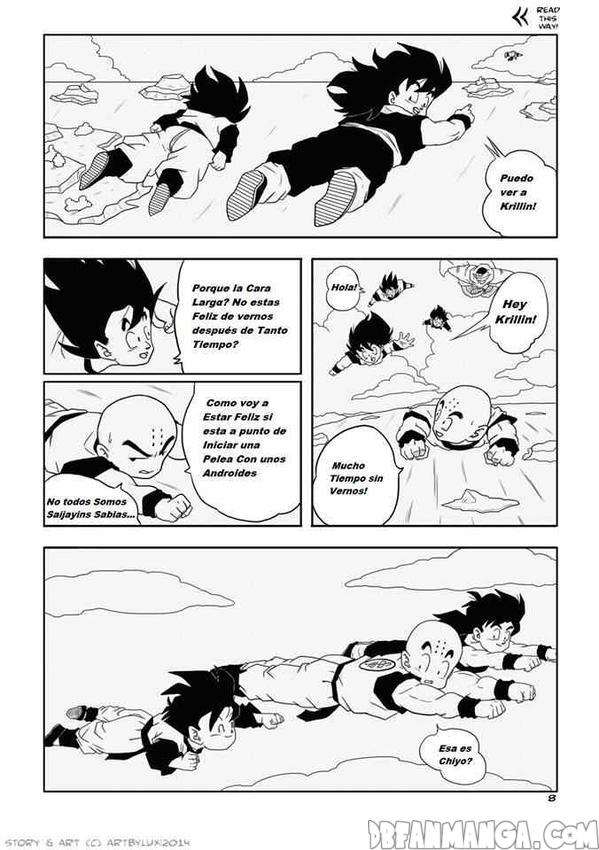 READ
THIS
WAY!
Puedo
ver a
Krillin!
Hola!
Hey
Krillin!
Mucho
Tiempo sin
Vernos!
Porque la Cara
Larga? No estas
Feliz de vernos
después de Tanto
Tiempo?
Como voy a
Estar Feliz si
esta a punto de
Iniciar una
Pelea Con unos
Androides
No todos Somos
Saijayins Sabias...
Esa es
Chiyo?
8
STORY & ART (C) ARTBYLUX2014
DBFANMANGA.COM